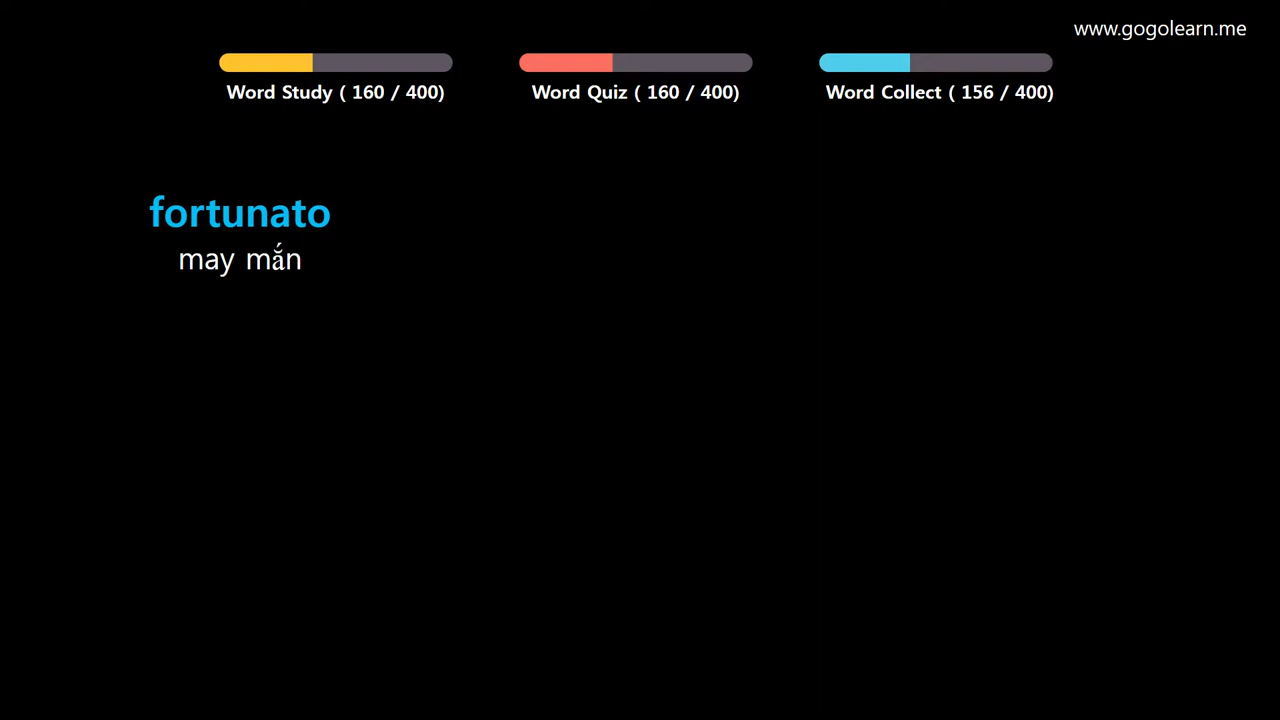 www.gogolearn.me
Word Study ( 160 / 400)
Word Quiz ( 160 / 400)
Word Collect ( 156 / 400)
fortunato
may mắn